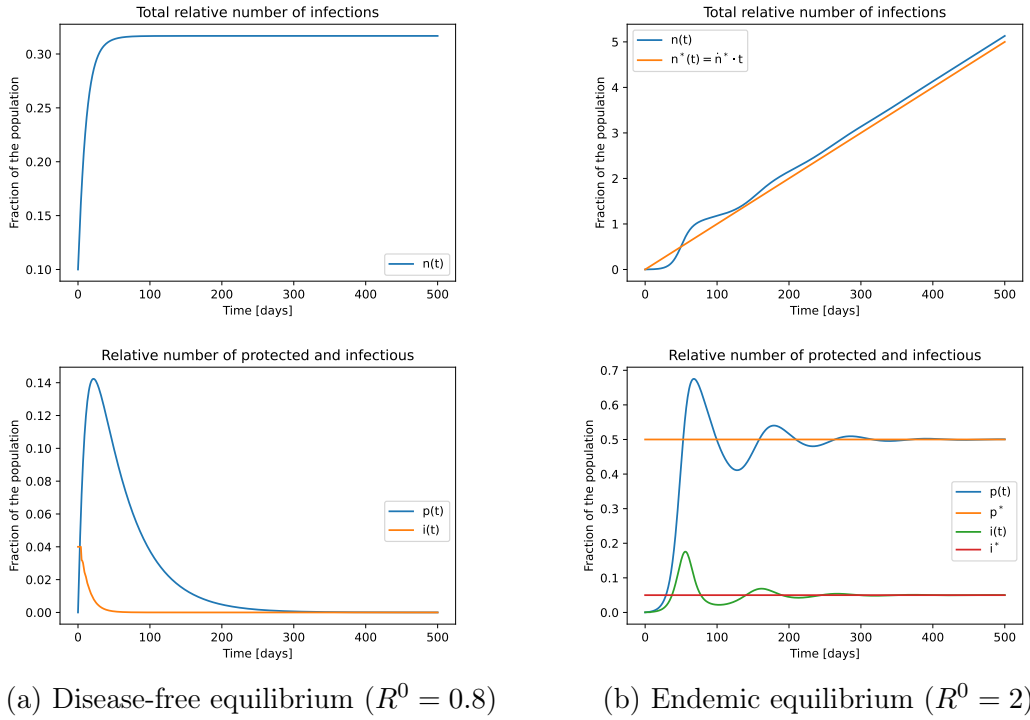 Total relative number of infections
Fraction of the population
0.30
0.25
0.20
0.15
0.10
n(t)
0 100 200 300 400 500
Time [days]
Total relative number of infections
Fraction of the population
5
4
3
2
1
0
n(t)
n*(t) = ṅ* · t
0 100 200 300 400 500
Time [days]
Relative number of protected and infectious
Fraction of the population
0.14
0.12
0.10
0.08
0.06
0.04
0.02
0.00
p(t)
i(t)
0 100 200 300 400 500
Time [days]
Relative number of protected and infectious
Fraction of the population
0.7
0.6
0.5
0.4
0.3
0.2
0.1
0.0
p(t)
p*
i(t)
i*
0 100 200 300 400 500
Time [days]
(a) Disease-free equilibrium (R⁰ = 0.8)
(b) Endemic equilibrium (R⁰ = 2)